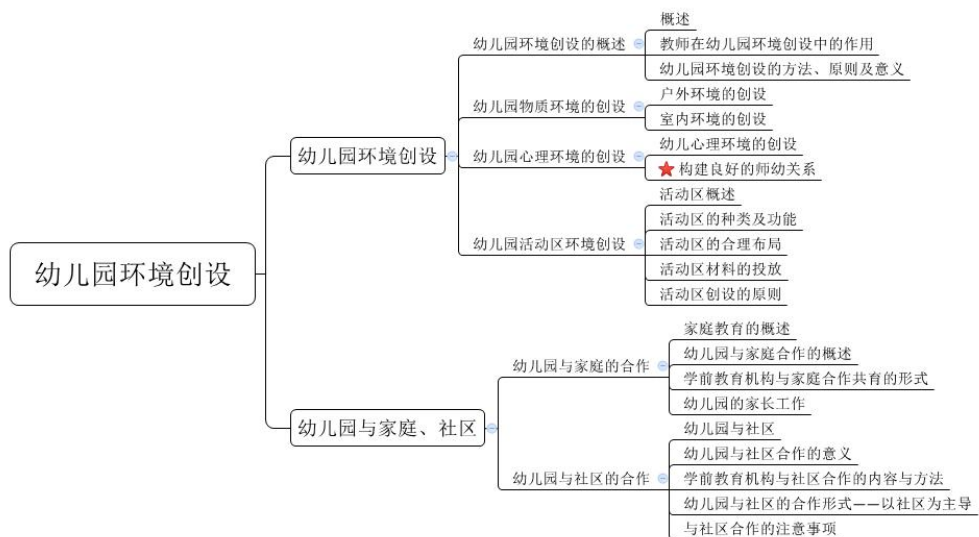 幼儿园环境创设
幼儿园环境创设
幼儿园环境创设的概述
概述
教师在幼儿园环境创设中的作用
幼儿园环境创设的方法、原则及意义
幼儿园物质环境的创设
户外环境的创设
室内环境的创设
幼儿园心理环境的创设
幼儿心理环境的创设
构建良好的师幼关系
幼儿园活动区环境创设
活动区概述
活动区的种类及功能
活动区的合理布局
活动区材料的投放
活动区创设的原则
幼儿园与家庭、社区
幼儿园与家庭的合作
家庭教育的概述
幼儿园与家庭合作的概述
学前教育机构与家庭合作共育的形式
幼儿园的家长工作
幼儿园与社区的合作
幼儿园与社区
幼儿园与社区合作的意义
学前教育机构与社区合作的内容与方法
幼儿园与社区的合作形式——以社区为主导
与社区合作的注意事项